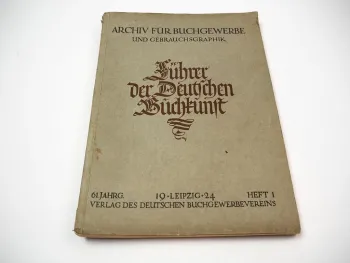 ARCHIV FÜR BUCHGEWERBE
UND GEBRAUCHSGRAPHIK
Führer
der Deutschen
Buchkunst
61 JAHRG. 19 · LEIPZIG · 24 HEFT 1
VERLAG DES DEUTSCHEN BUCHGEWERBEVEREINS